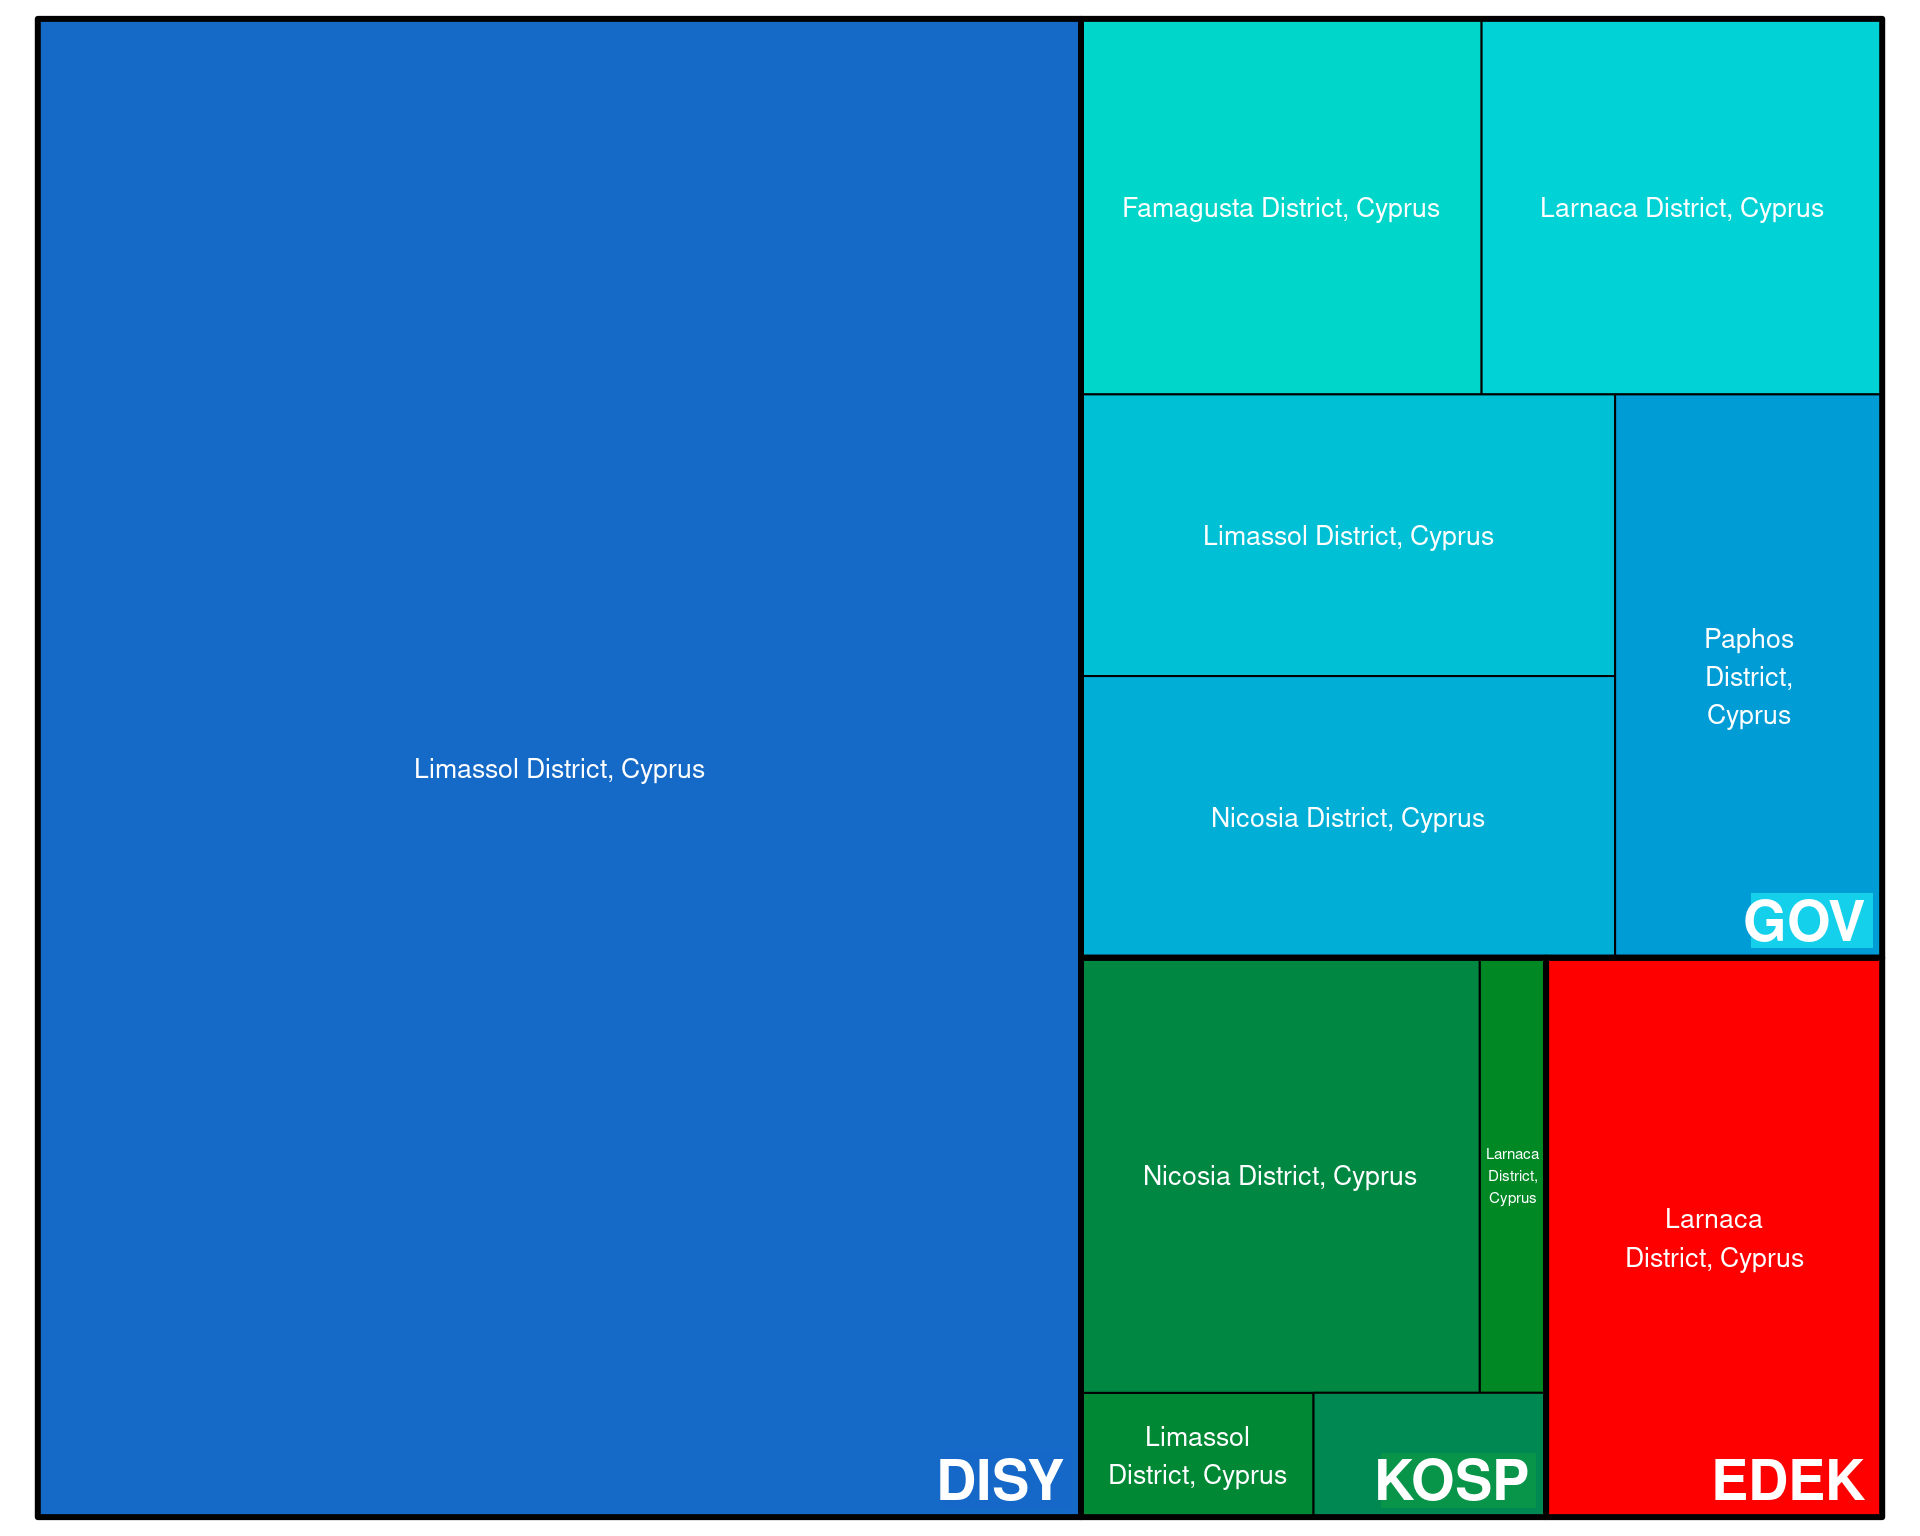 Limassol District, Cyprus
DISY
Famagusta District, Cyprus
Larnaca District, Cyprus
Limassol District, Cyprus
Nicosia District, Cyprus
Paphos
District,
Cyprus
GOV
Nicosia District, Cyprus
Larnaca
District,
Cyprus
Limassol
District, Cyprus
KOSP
Larnaca
District, Cyprus
EDEK